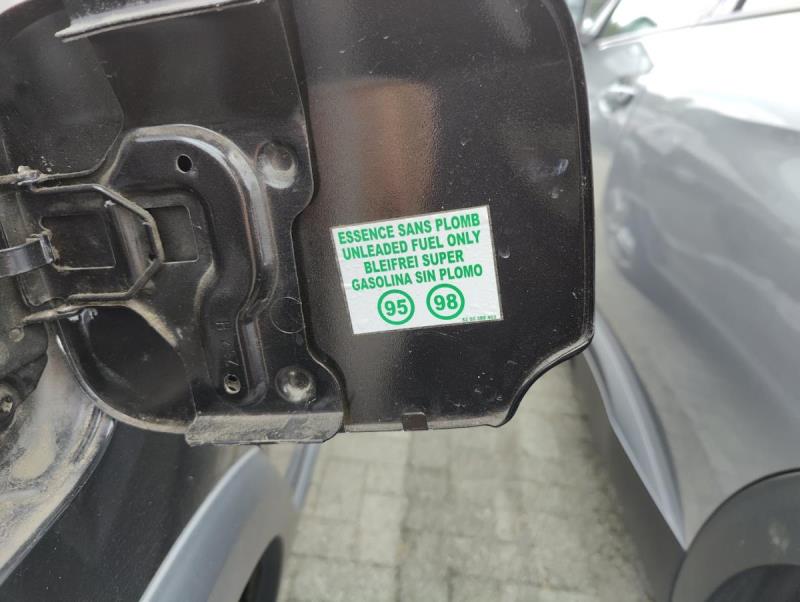 ESSENCE SANS PLOMB
UNLEADED FUEL ONLY
BLEIFREI SUPER
GASOLINA SIN PLOMO
95 98